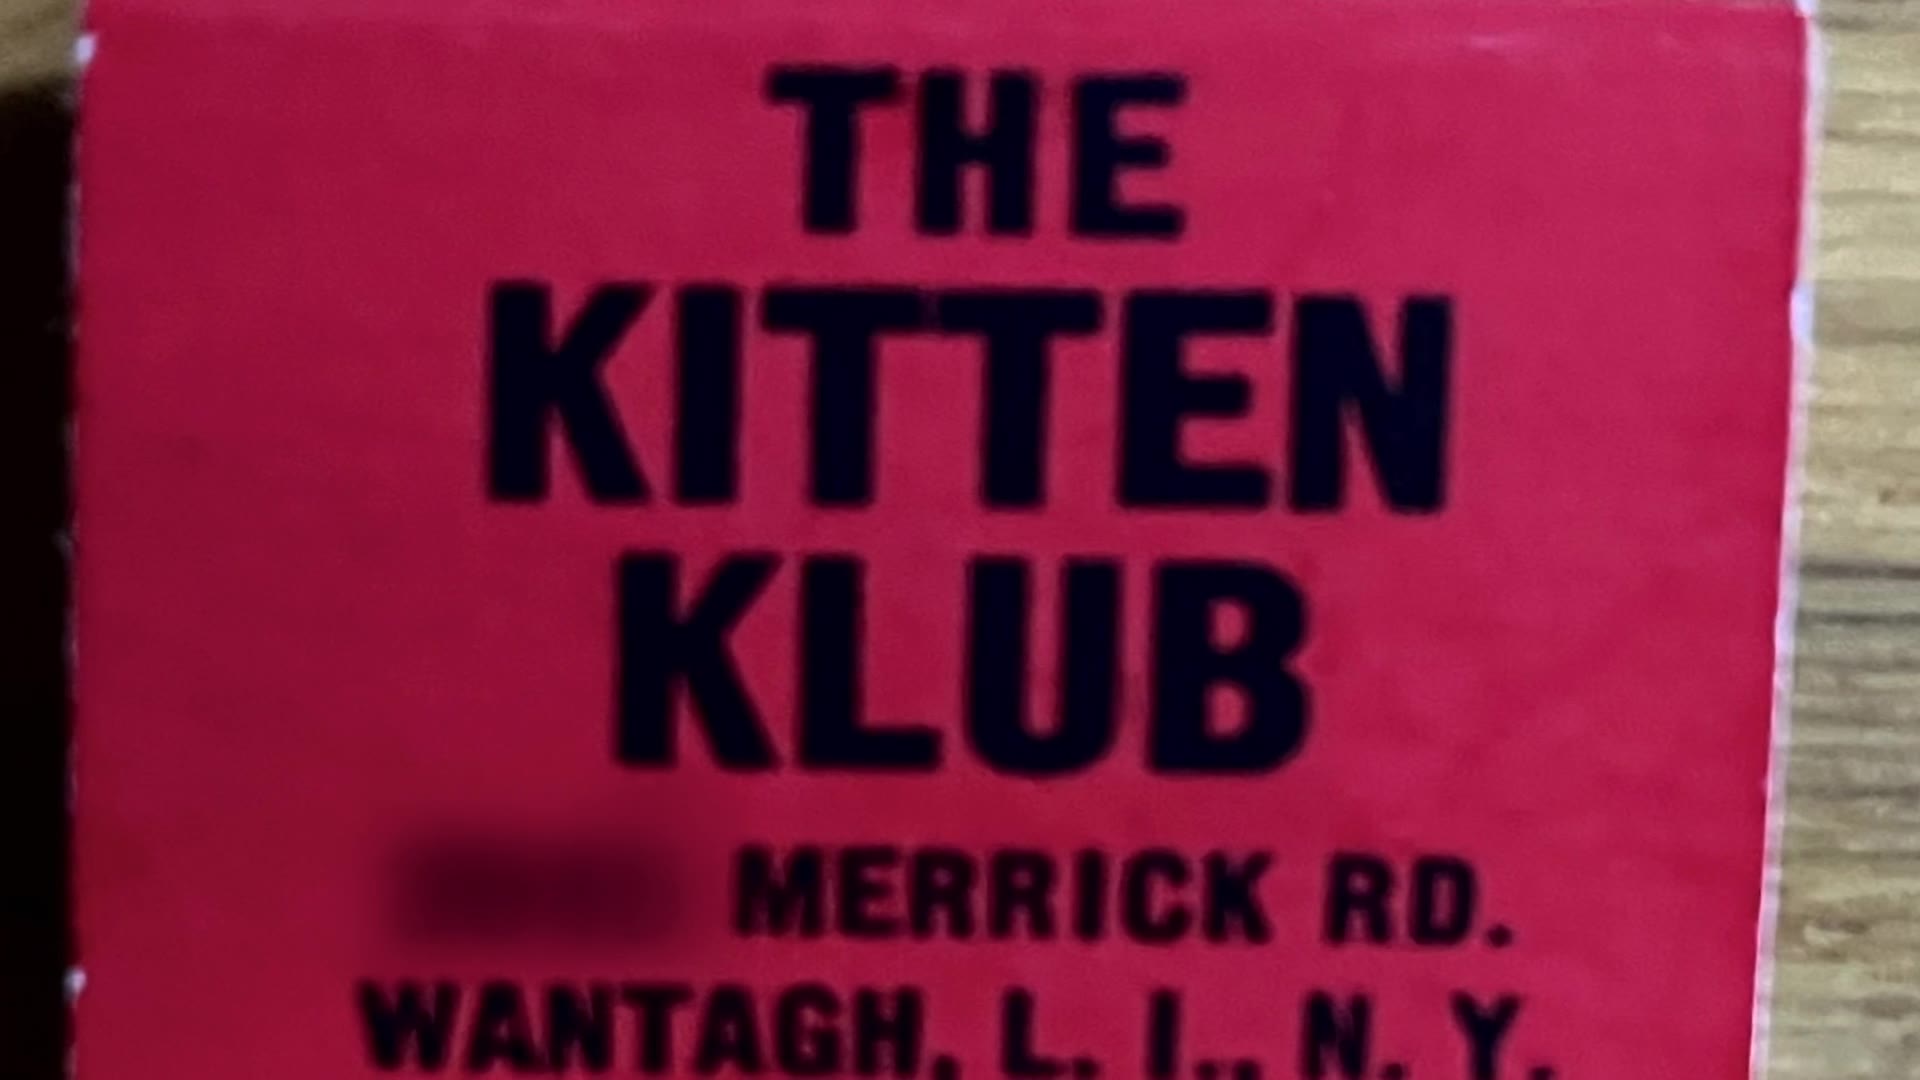 THE
KITTEN
KLUB
MERRICK RD.
WANTAGH, L. I., N. Y.